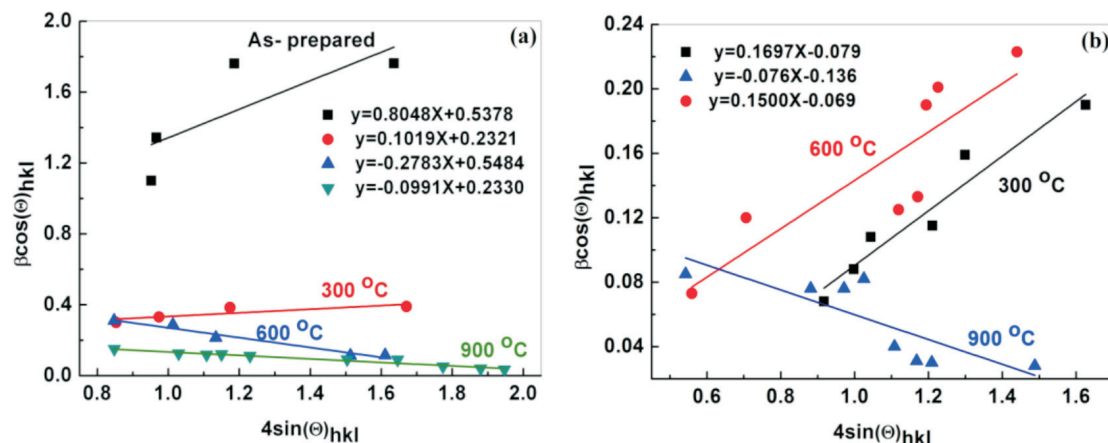 (a)
As- prepared
y=0.8048X+0.5378
y=0.1019X+0.2321
y=-0.2783X+0.5484
y=-0.0991X+0.2330
300 °C
600 °C
900 °C
2.0
1.6
1.2
0.8
0.4
0.0
βcos(Θ)hkl
0.8 1.0 1.2 1.4 1.6 1.8 2.0
4sin(Θ)hkl
(b)
y=0.1697X-0.079
y=-0.076X-0.136
y=0.1500X-0.069
600 °C
300 °C
900 °C
0.24
0.20
0.16
0.12
0.08
0.04
βcos(Θ)hkl
0.6 0.8 1.0 1.2 1.4 1.6
4sin(Θ)hkl